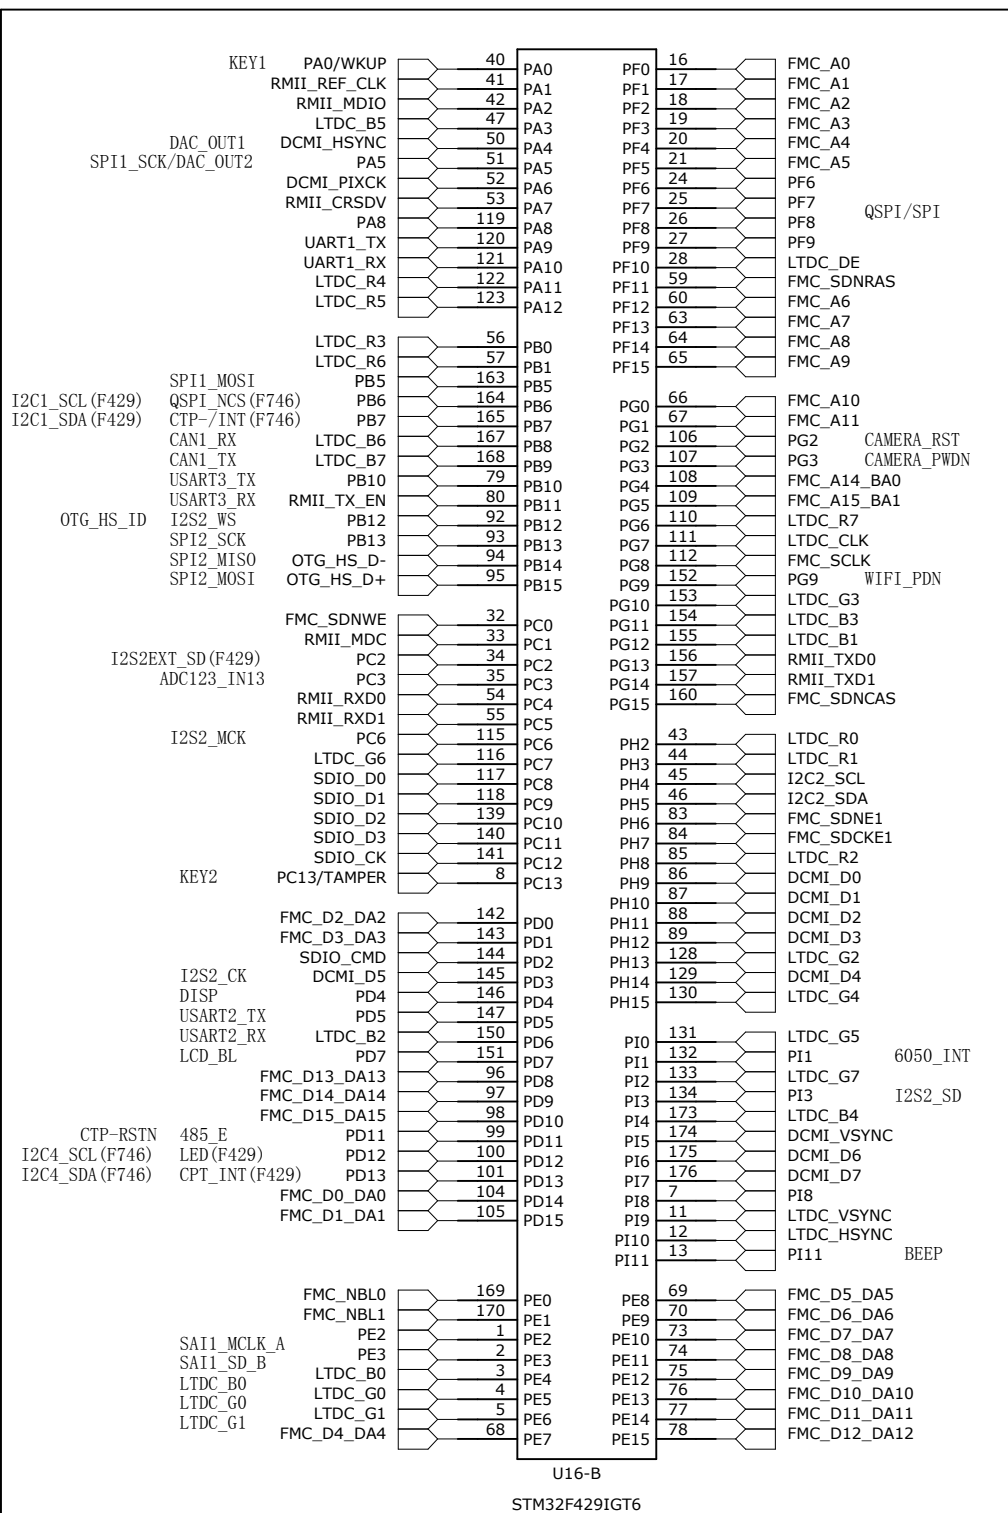 KEY1 PA0/WKUP 40 PA0 PF0 16 FMC_A0
RMII_REF_CLK 41 PA1 PF1 17 FMC_A1
RMII_MDIO 42 PA2 PF2 18 FMC_A2
LTDC_B5 47 PA3 PF3 19 FMC_A3
DAC_OUT1 DCMI_HSYNC 50 PA4 PF4 20 FMC_A4
SPI1_SCK/DAC_OUT2 PA5 51 PA5 PF5 21 FMC_A5
DCMI_PIXCK 52 PA6 PF6 24 PF6
RMII_CRSDV 53 PA7 PF7 25 PF7 QSPI/SPI
PA8 119 PA8 PF8 26 PF8
UART1_TX 120 PA9 PF9 27 PF9
UART1_RX 121 PA10 PF10 28 LTDC_DE
LTDC_R4 122 PA11 PF11 59 FMC_SDNRAS
LTDC_R5 123 PA12 PF12 60 FMC_A6
PF13 63 FMC_A7
LTDC_R3 56 PB0 PF14 64 FMC_A8
LTDC_R6 57 PB1 PF15 65 FMC_A9
SPI1_MOSI PB5 163 PB5
I2C1_SCL(F429) QSPI_NCS(F746) PB6 164 PB6 PG0 66 FMC_A10
I2C1_SDA(F429) CTP-/INT(F746) PB7 165 PB7 PG1 67 FMC_A11
CAN1_RX LTDC_B6 167 PB8 PG2 106 PG2 CAMERA_RST
CAN1_TX LTDC_B7 168 PB9 PG3 107 PG3 CAMERA_PWDN
USART3_TX PB10 79 PB10 PG4 108 FMC_A14_BA0
USART3_RX RMII_TX_EN 80 PB11 PG5 109 FMC_A15_BA1
OTG_HS_ID I2S2_WS PB12 92 PB12 PG6 110 LTDC_R7
SPI2_SCK PB13 93 PB13 PG7 111 LTDC_CLK
SPI2_MISO OTG_HS_D- 94 PB14 PG8 112 FMC_SCLK
SPI2_MOSI OTG_HS_D+ 95 PB15 PG9 152 PG9 WIFI_PDN
PG10 153 LTDC_G3
FMC_SDNWE 32 PC0 PG11 154 LTDC_B3
RMII_MDC 33 PC1 PG12 155 LTDC_B1
I2S2EXT_SD(F429) PC2 34 PC2 PG13 156 RMII_TXD0
ADC123_IN13 PC3 35 PC3 PG14 157 RMII_TXD1
RMII_RXD0 54 PC4 PG15 160 FMC_SDNCAS
RMII_RXD1 55 PC5
I2S2_MCK PC6 115 PC6 PH2 43 LTDC_R0
LTDC_G6 116 PC7 PH3 44 LTDC_R1
SDIO_D0 117 PC8 PH4 45 I2C2_SCL
SDIO_D1 118 PC9 PH5 46 I2C2_SDA
SDIO_D2 139 PC10 PH6 83 FMC_SDNE1
SDIO_D3 140 PC11 PH7 84 FMC_SDCKE1
SDIO_CK 141 PC12 PH8 85 LTDC_R2
KEY2 PC13/TAMPER 8 PC13 PH9 86 DCMI_D0
PH10 87 DCMI_D1
FMC_D2_DA2 142 PD0 PH11 88 DCMI_D2
FMC_D3_DA3 143 PD1 PH12 89 DCMI_D3
SDIO_CMD 144 PD2 PH13 128 LTDC_G2
I2S2_CK DCMI_D5 145 PD3 PH14 129 DCMI_D4
DISP PD4 146 PD4 PH15 130 LTDC_G4
USART2_TX PD5 147 PD5
USART2_RX LTDC_B2 150 PD6 PI0 131 LTDC_G5
LCD_BL PD7 151 PD7 PI1 132 PI1 6050_INT
FMC_D13_DA13 96 PD8 PI2 133 LTDC_G7
FMC_D14_DA14 97 PD9 PI3 134 PI3 I2S2_SD
FMC_D15_DA15 98 PD10 PI4 173 LTDC_B4
CTP-RSTN 485_E PD11 99 PD11 PI5 174 DCMI_VSYNC
I2C4_SCL(F746) LED(F429) PD12 100 PD12 PI6 175 DCMI_D6
I2C4_SDA(F746) CPT_INT(F429) PD13 101 PD13 PI7 176 DCMI_D7
FMC_D0_DA0 104 PD14 PI8 7 PI8
FMC_D1_DA1 105 PD15 PI9 11 LTDC_VSYNC
PI10 12 LTDC_HSYNC
PI11 13 PI11 BEEP
FMC_NBL0 169 PE0 PE8 69 FMC_D5_DA5
FMC_NBL1 170 PE1 PE9 70 FMC_D6_DA6
SAI1_MCLK_A PE2 1 PE2 PE10 73 FMC_D7_DA7
SAI1_SD_B PE3 2 PE3 PE11 74 FMC_D8_DA8
LTDC_B0 LTDC_B0 3 PE4 PE12 75 FMC_D9_DA9
LTDC_G0 LTDC_G0 4 PE5 PE13 76 FMC_D10_DA10
LTDC_G1 LTDC_G1 5 PE6 PE14 77 FMC_D11_DA11
FMC_D4_DA4 68 PE7 PE15 78 FMC_D12_DA12
U16-B
STM32F429IGT6